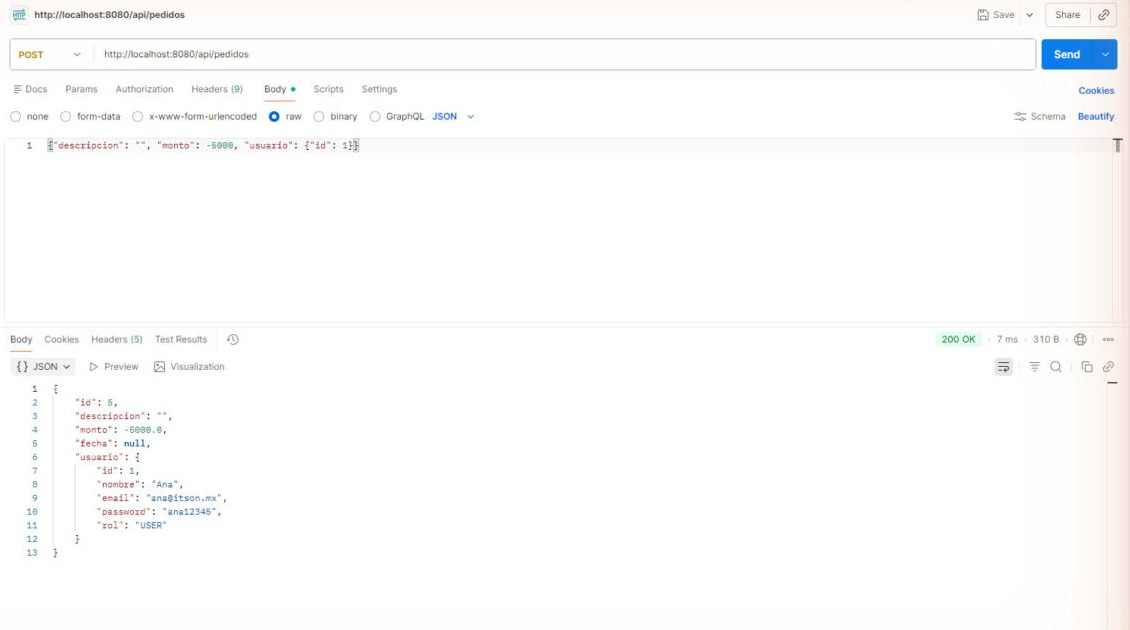 HTTP http://localhost:8080/api/pedidos Save Share
POST http://localhost:8080/api/pedidos Send
Docs Params Authorization Headers (9) Body Scripts Settings Cookies
none form-data x-www-form-urlencoded raw binary GraphQL JSON Schema Beautify
1 {"descripcion": "", "monto": -5000, "usuario": {"id": 1}}
Body Cookies Headers (5) Test Results 200 OK 7 ms 310 B
{} JSON Preview Visualization
1 {
2 "id": 5,
3 "descripcion": "",
4 "monto": -5000.0,
5 "fecha": null,
6 "usuario": {
7 "id": 1,
8 "nombre": "Ana",
9 "email": "ana@itson.mx",
10 "password": "ana12345",
11 "rol": "USER"
12 }
13 }